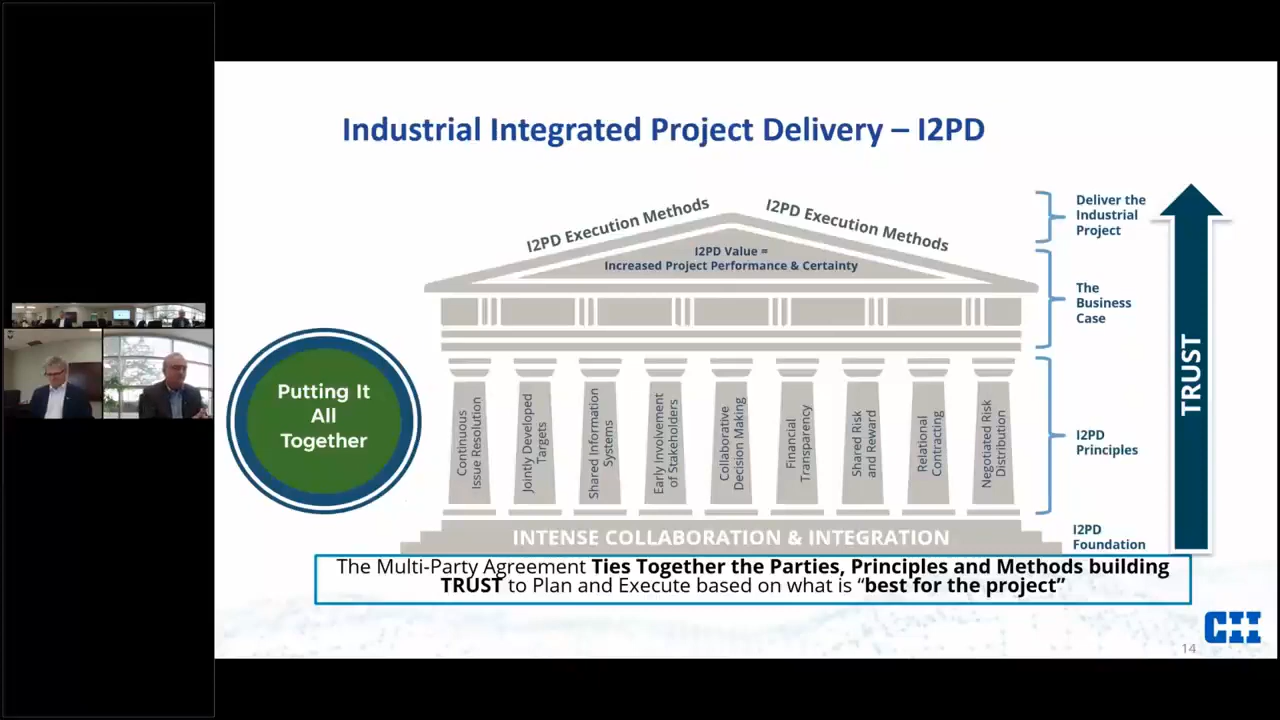 Industrial Integrated Project Delivery – I2PD
I2PD Execution Methods
I2PD Execution Methods
I2PD Value =
Increased Project Performance & Certainty
Deliver the
Industrial
Project
The
Business
Case
TRUST
Putting It
All
Together
Continuous
Issue Resolution
Jointly Developed
Targets
Shared Information
Systems
Early Involvement
of Stakeholders
Collaborative
Decision Making
Financial
Transparency
Shared Risk
and Reward
Relational
Contracting
Negotiated Risk
Distribution
I2PD
Principles
INTENSE COLLABORATION & INTEGRATION
I2PD
Foundation
The Multi-Party Agreement Ties Together the Parties, Principles and Methods building
TRUST to Plan and Execute based on what is “best for the project”
CII
14